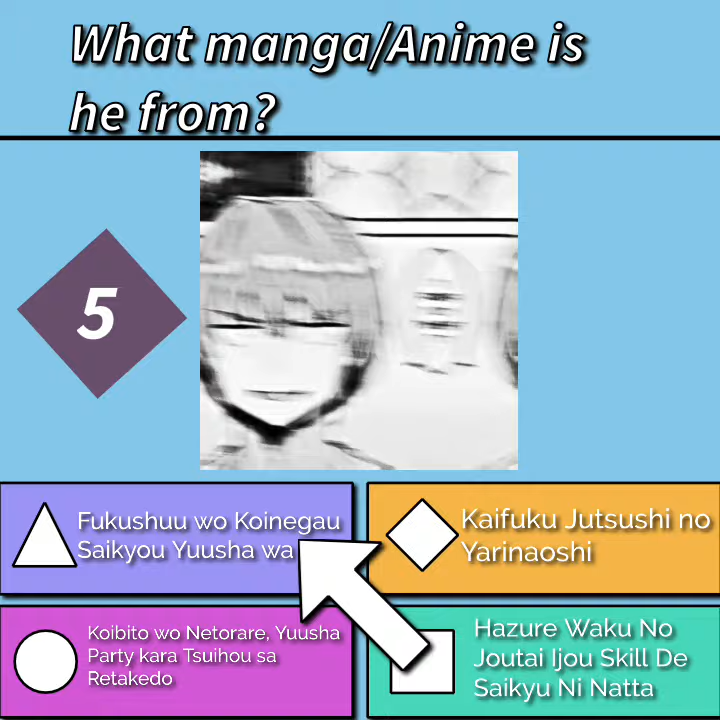 What manga/Anime is
he from?
5
Fukushuu wo Koinegau
Saikyou Yuusha wa
Kaifuku Jutsushi no
Yarinaoshi
Koibito wo Netorare, Yuusha
Party kara Tsuihou sa
Retakedo
Hazure Waku No
Joutai Ijou Skill De
Saikyu Ni Natta